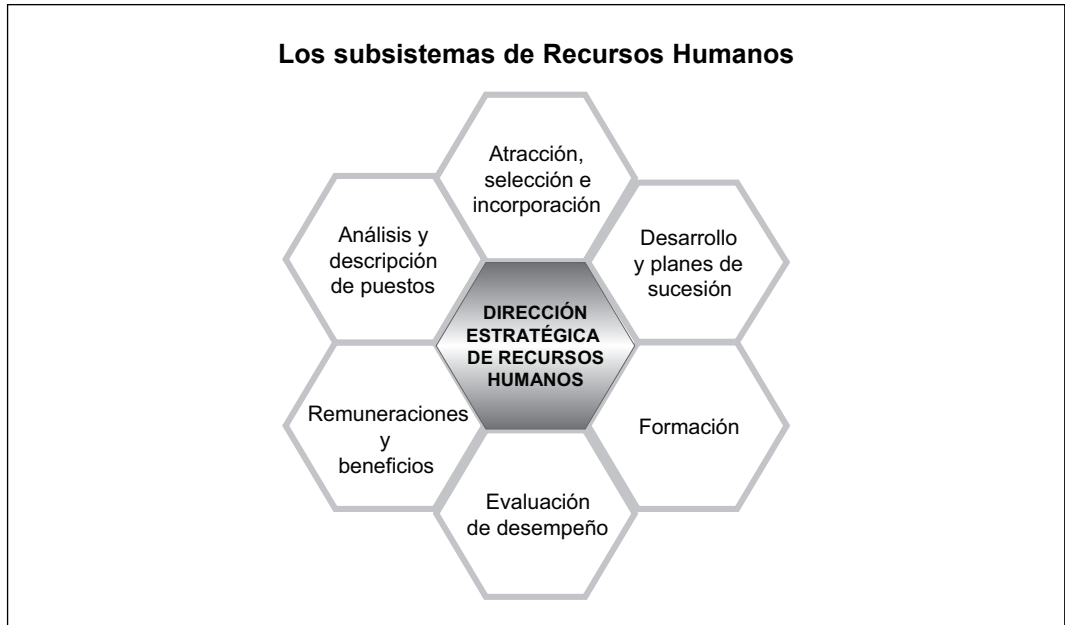 Los subsistemas de Recursos Humanos
Atracción,
selección e
incorporación
Análisis y
descripción
de puestos
Desarrollo
y planes de
sucesión
DIRECCIÓN
ESTRATÉGICA
DE RECURSOS
HUMANOS
Remuneraciones
y
beneficios
Formación
Evaluación
de desempeño